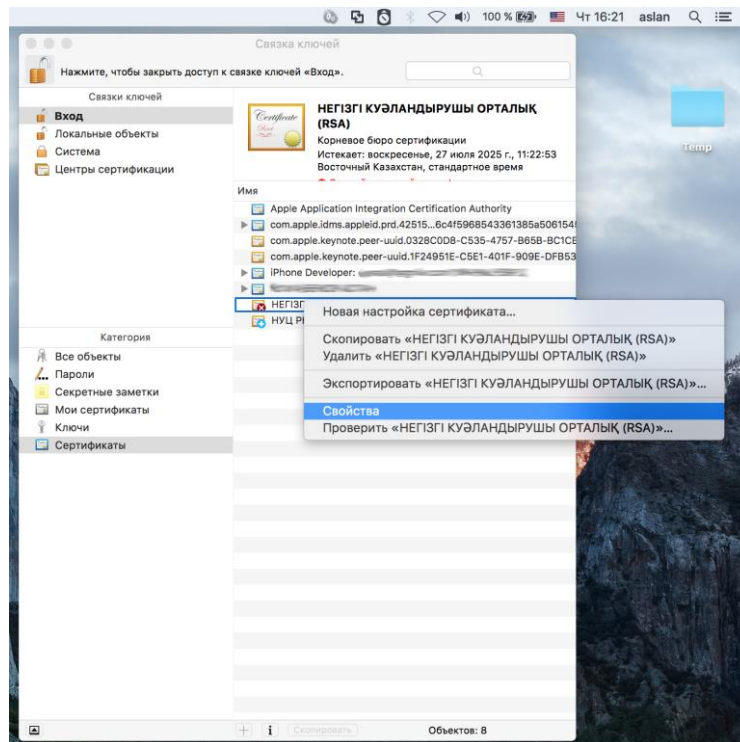 100 % Чт 16:21 aslan
Связка ключей
Нажмите, чтобы закрыть доступ к связке ключей «Вход».
Связки ключей
Вход
Локальные объекты
Система
Центры сертификации
Certificate
Root
НЕГІЗГІ КУӘЛАНДЫРУШЫ ОРТАЛЫҚ
(RSA)
Корневое бюро сертификации
Истекает: воскресенье, 27 июля 2025 г., 11:22:53
Восточный Казахстан, стандартное время
Имя
Apple Application Integration Certification Authority
com.apple.idms.appleid.prd.42515...6c4f5968543361385a506154
com.apple.keynote.peer-uuid.0328C0D8-C535-4757-B65B-BC1CE
com.apple.keynote.peer-uuid.1F24951E-C5E1-401F-909E-DFB53
iPhone Developer:
НЕГІЗГ
НУЦ Р
Новая настройка сертификата...
Скопировать «НЕГІЗГІ КУӘЛАНДЫРУШЫ ОРТАЛЫҚ (RSA)»
Удалить «НЕГІЗГІ КУӘЛАНДЫРУШЫ ОРТАЛЫҚ (RSA)»
Экспортировать «НЕГІЗГІ КУӘЛАНДЫРУШЫ ОРТАЛЫҚ (RSA)»...
Свойства
Проверить «НЕГІЗГІ КУӘЛАНДЫРУШЫ ОРТАЛЫҚ (RSA)»...
Категория
Все объекты
Пароли
Секретные заметки
Мои сертификаты
Ключи
Сертификаты
Temp
Скопировать
Объектов: 8